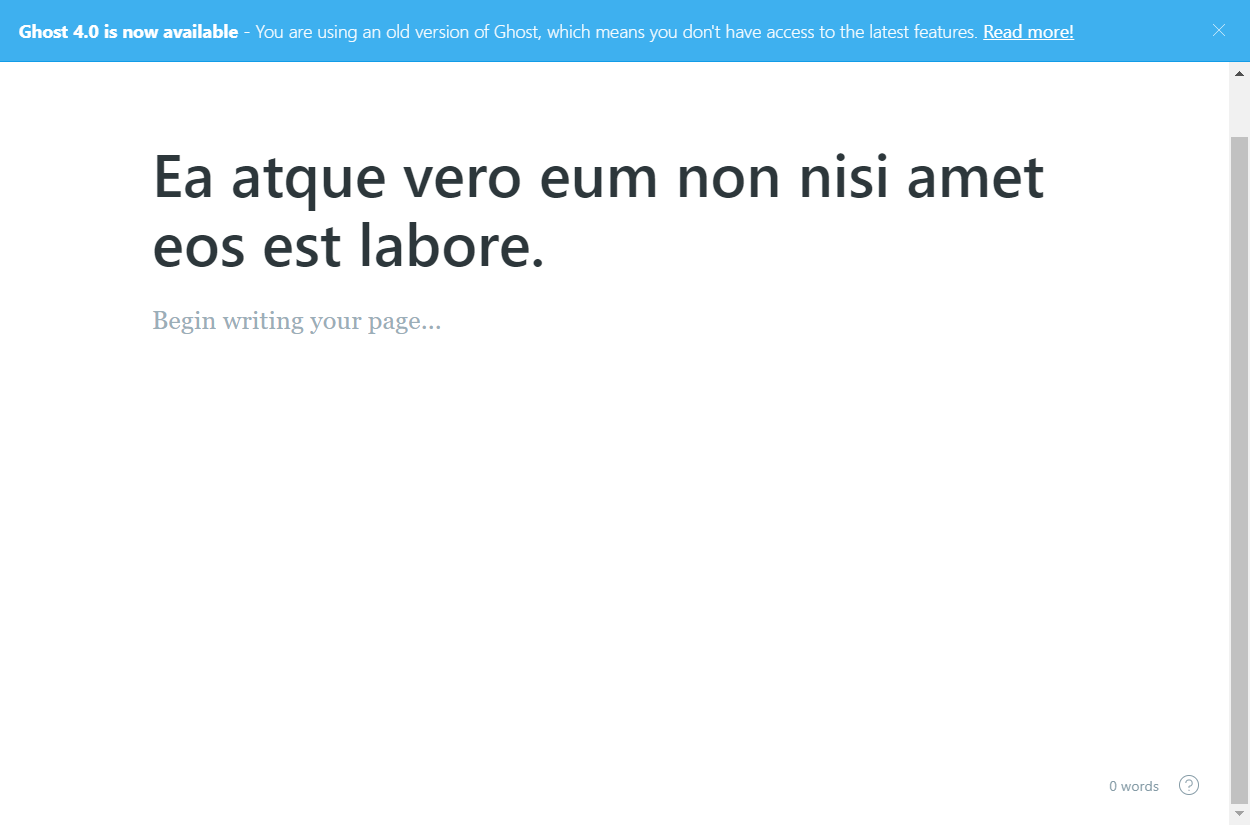 Ghost 4.0 is now available - You are using an old version of Ghost, which means you don't have access to the latest features. Read more!
Ea atque vero eum non nisi amet
eos est labore.
Begin writing your page...
0 words
?